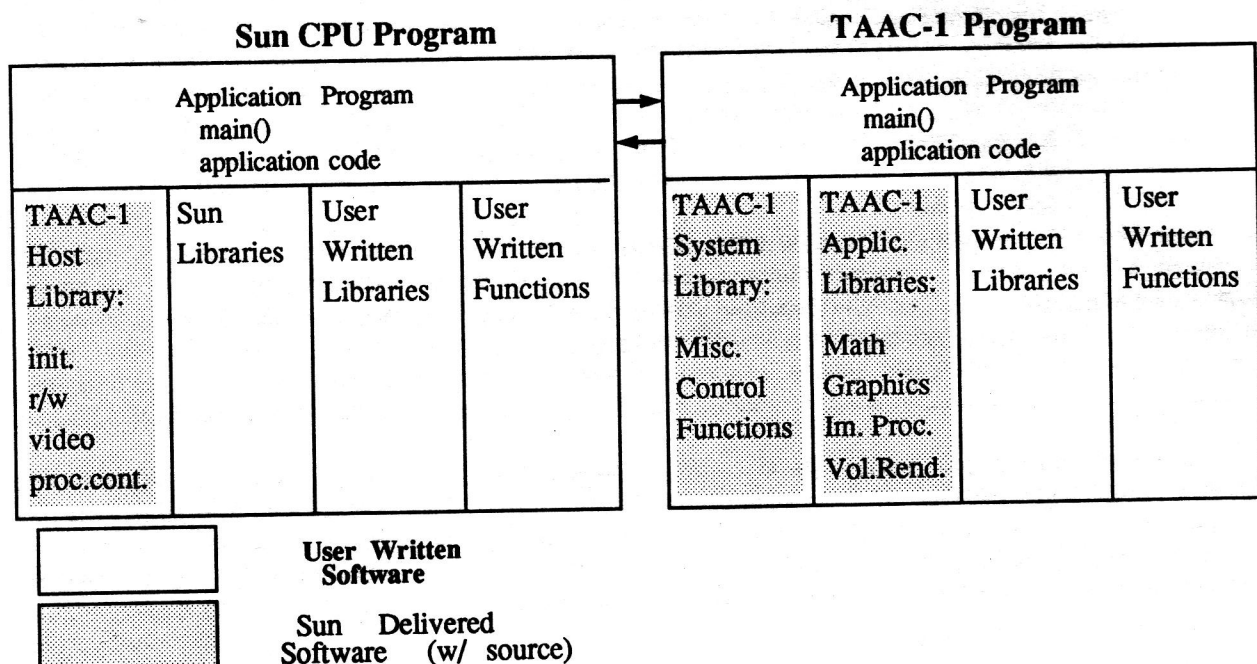 Sun CPU Program
Application Program
main()
application code
TAAC-1
Host
Library:
init.
r/w
video
proc.cont.
Sun
Libraries
User
Written
Libraries
User
Written
Functions
TAAC-1 Program
Application Program
main()
application code
TAAC-1
System
Library:
Misc.
Control
Functions
TAAC-1
Applic.
Libraries:
Math
Graphics
Im. Proc.
Vol.Rend.
User
Written
Libraries
User
Written
Functions
User Written
Software
Sun Delivered
Software (w/ source)